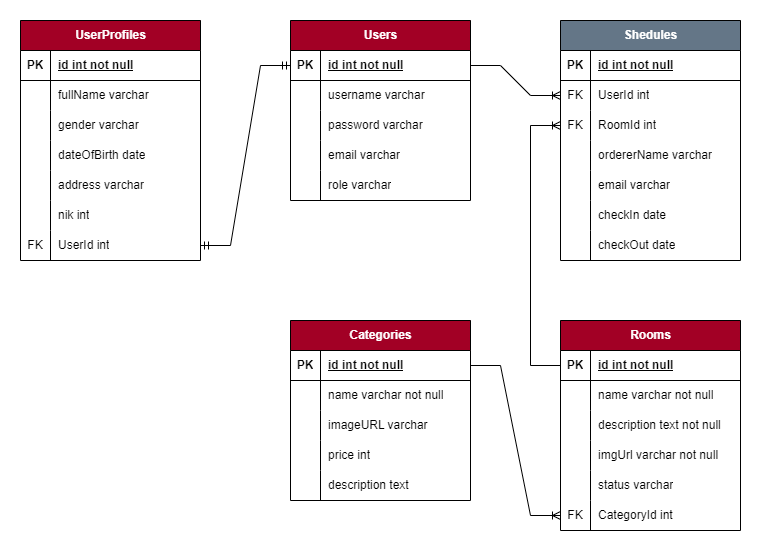 UserProfiles
PK id int not null
fullName varchar
gender varchar
dateOfBirth date
address varchar
nik int
FK UserId int
Users
PK id int not null
username varchar
password varchar
email varchar
role varchar
Shedules
PK id int not null
FK UserId int
FK RoomId int
ordererName varchar
email varchar
checkIn date
checkOut date
Categories
PK id int not null
name varchar not null
imageURL varchar
price int
description text
Rooms
PK id int not null
name varchar not null
description text not null
imgUrl varchar not null
status varchar
FK CategoryId int